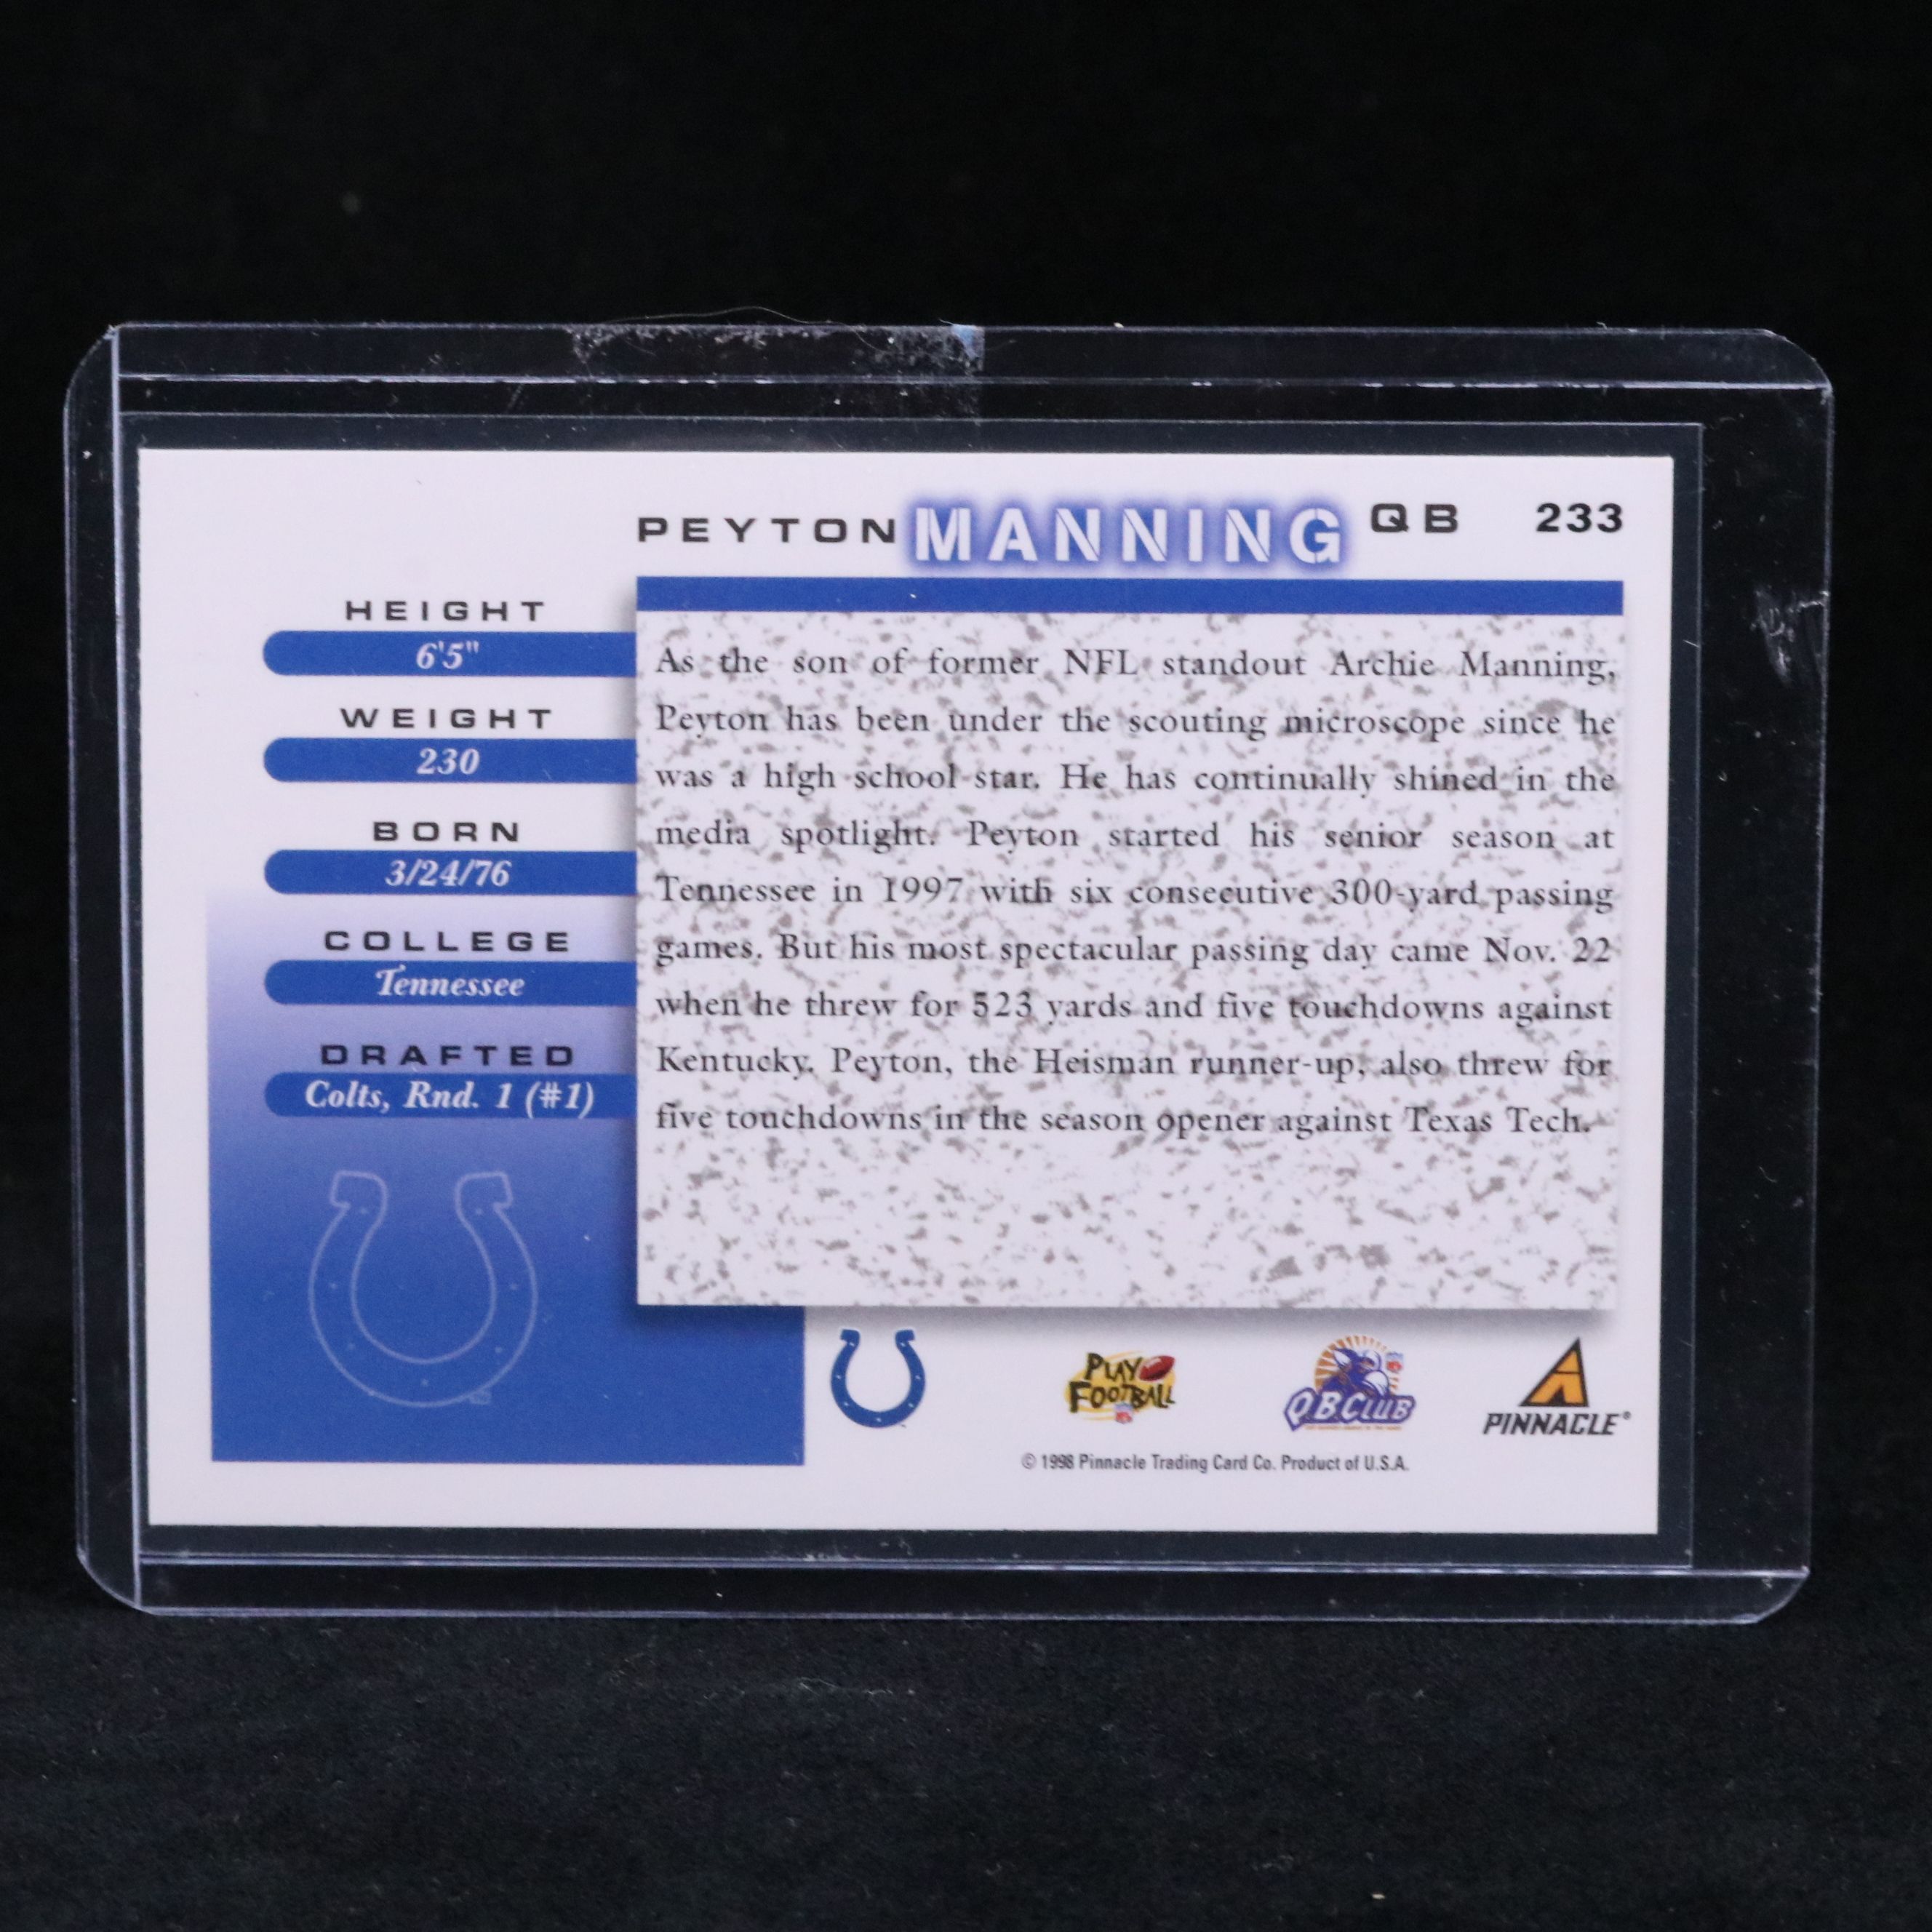 PEYTON MANNING QB 233
HEIGHT
6'5"
WEIGHT
230
BORN
3/24/76
COLLEGE
Tennessee
DRAFTED
Colts, Rnd. 1 (#1)
As the son of former NFL standout Archie Manning,
Peyton has been under the scouting microscope since he
was a high school star. He has continually shined in the
media spotlight. Peyton started his senior season at
Tennessee in 1997 with six consecutive 300-yard passing
games. But his most spectacular passing day came Nov. 22
when he threw for 523 yards and five touchdowns against
Kentucky. Peyton, the Heisman runner-up, also threw for
five touchdowns in the season opener against Texas Tech.
PLAY
FOOTBALL
QB CLUB
PINNACLE®
© 1998 Pinnacle Trading Card Co. Product of U.S.A.